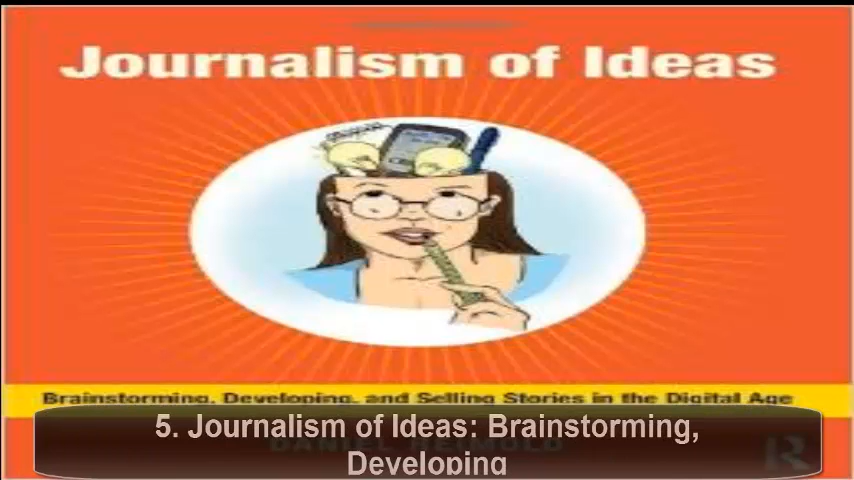 Journalism of Ideas
Brainstorming, Developing, and Selling Stories in the Digital Age
5. Journalism of Ideas: Brainstorming,
Developing
R